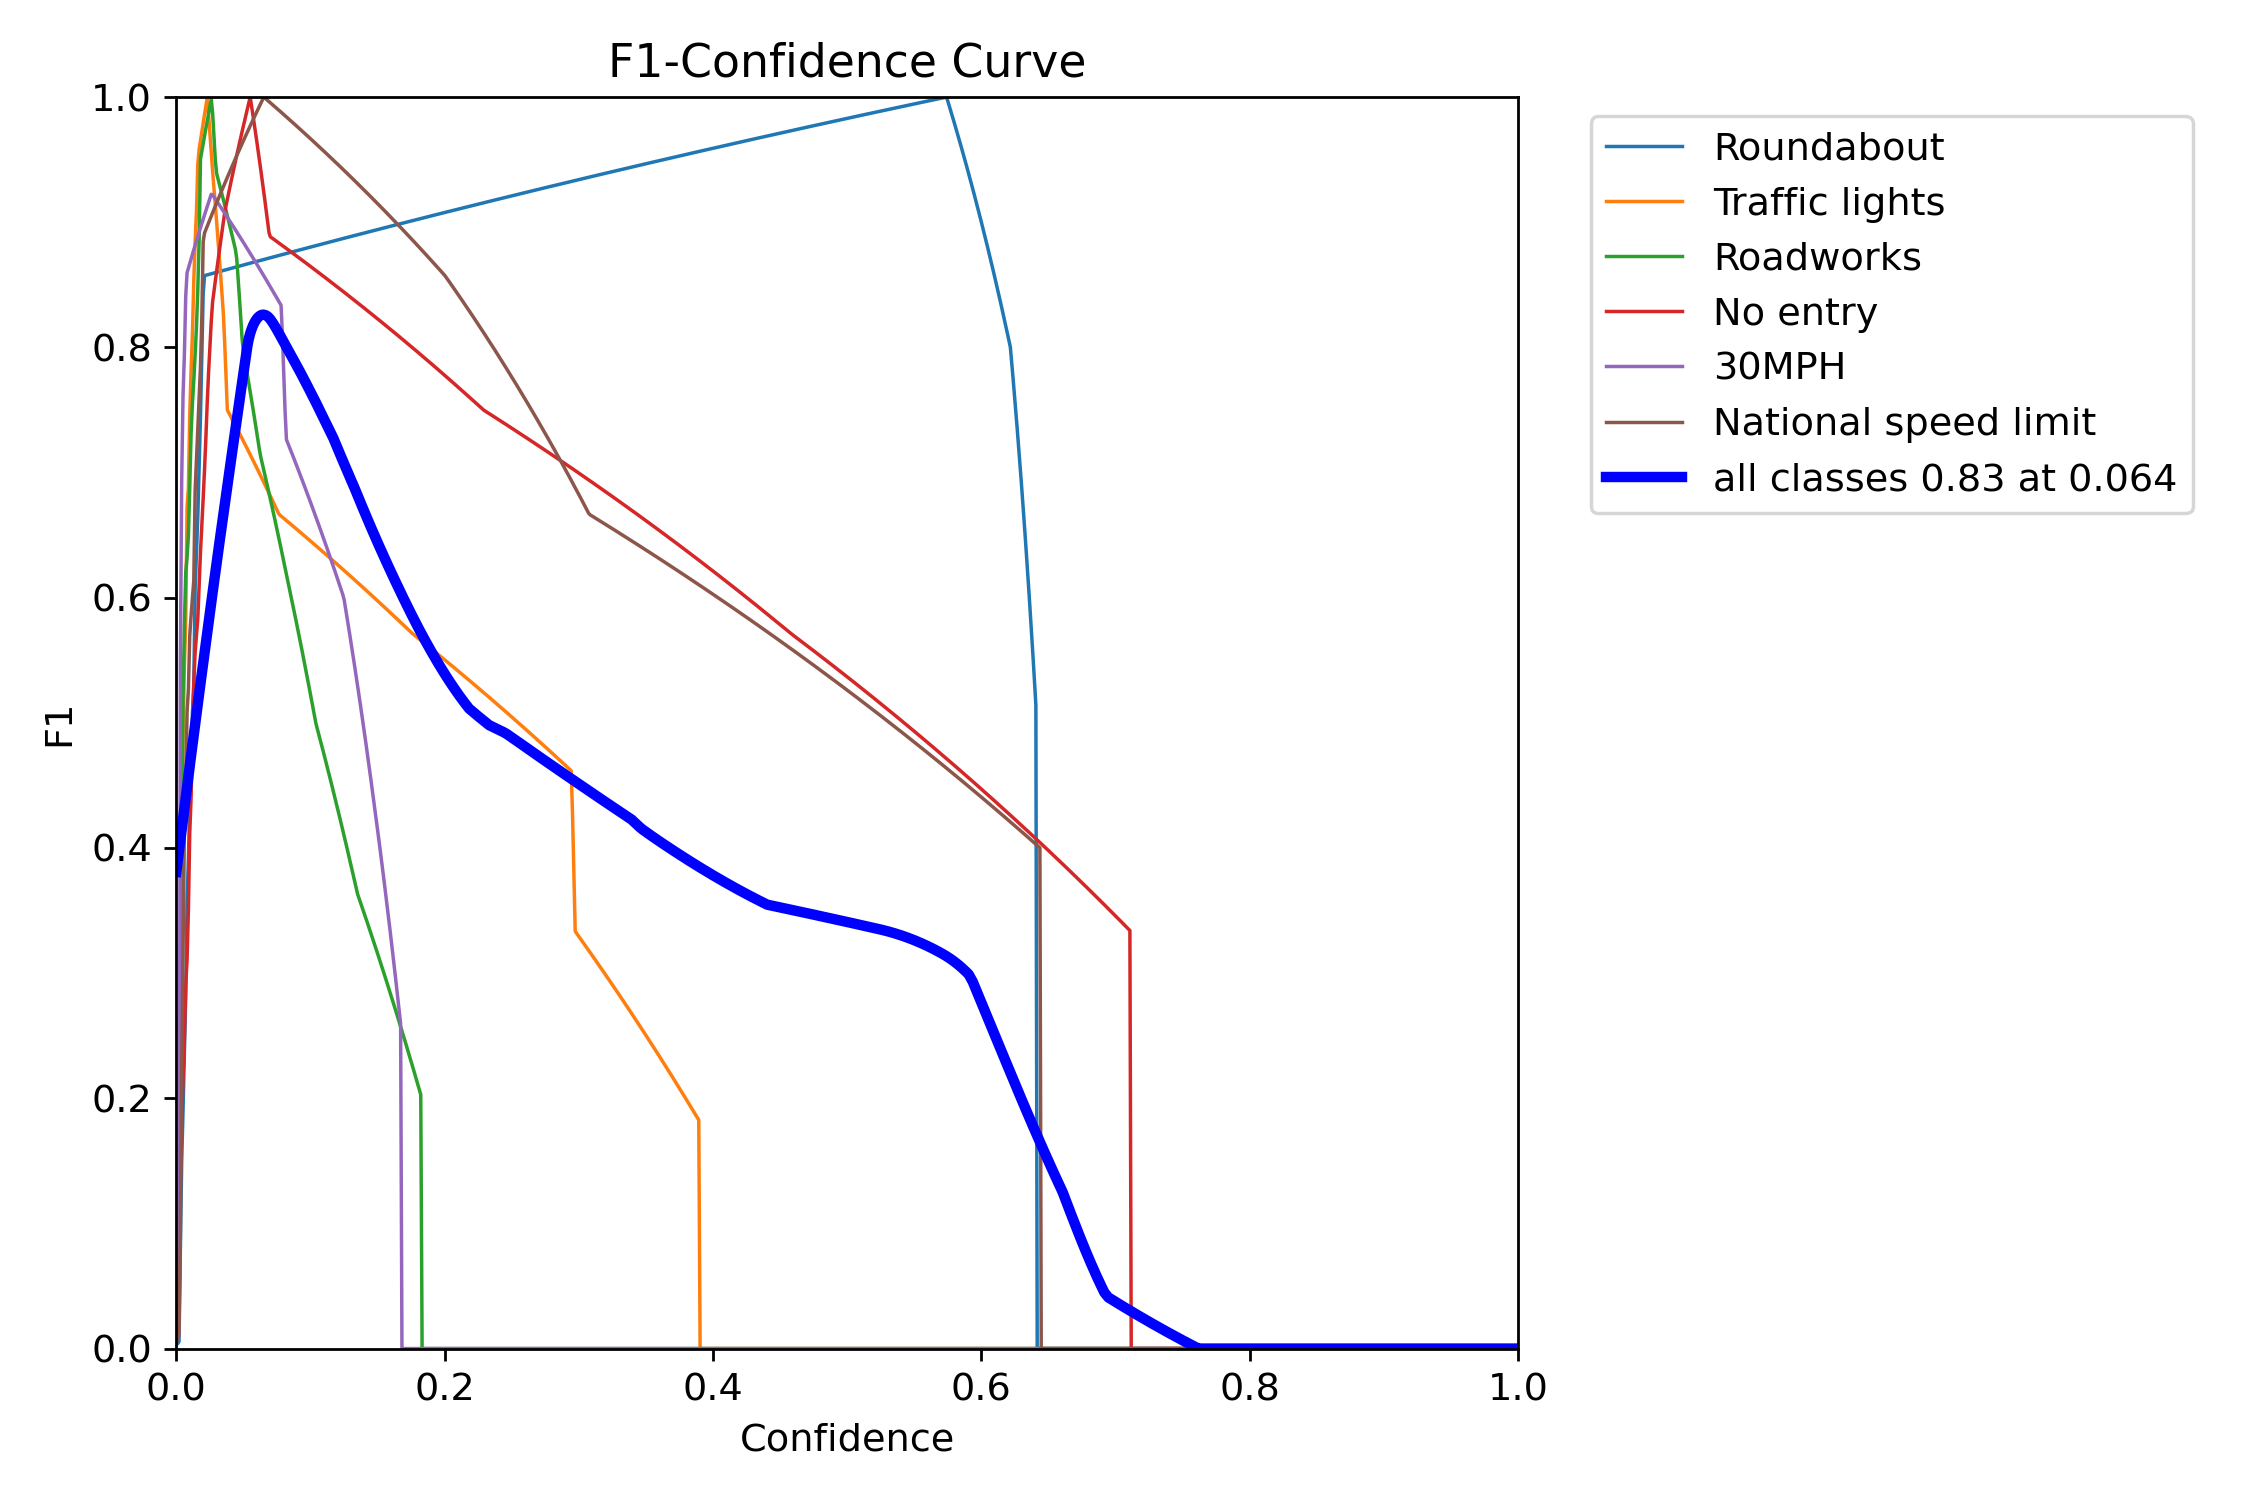 F1-Confidence Curve
1.0
0.8
0.6
0.4
0.2
0.0
F1
0.0 0.2 0.4 0.6 0.8 1.0
Confidence
Roundabout
Traffic lights
Roadworks
No entry
30MPH
National speed limit
all classes 0.83 at 0.064